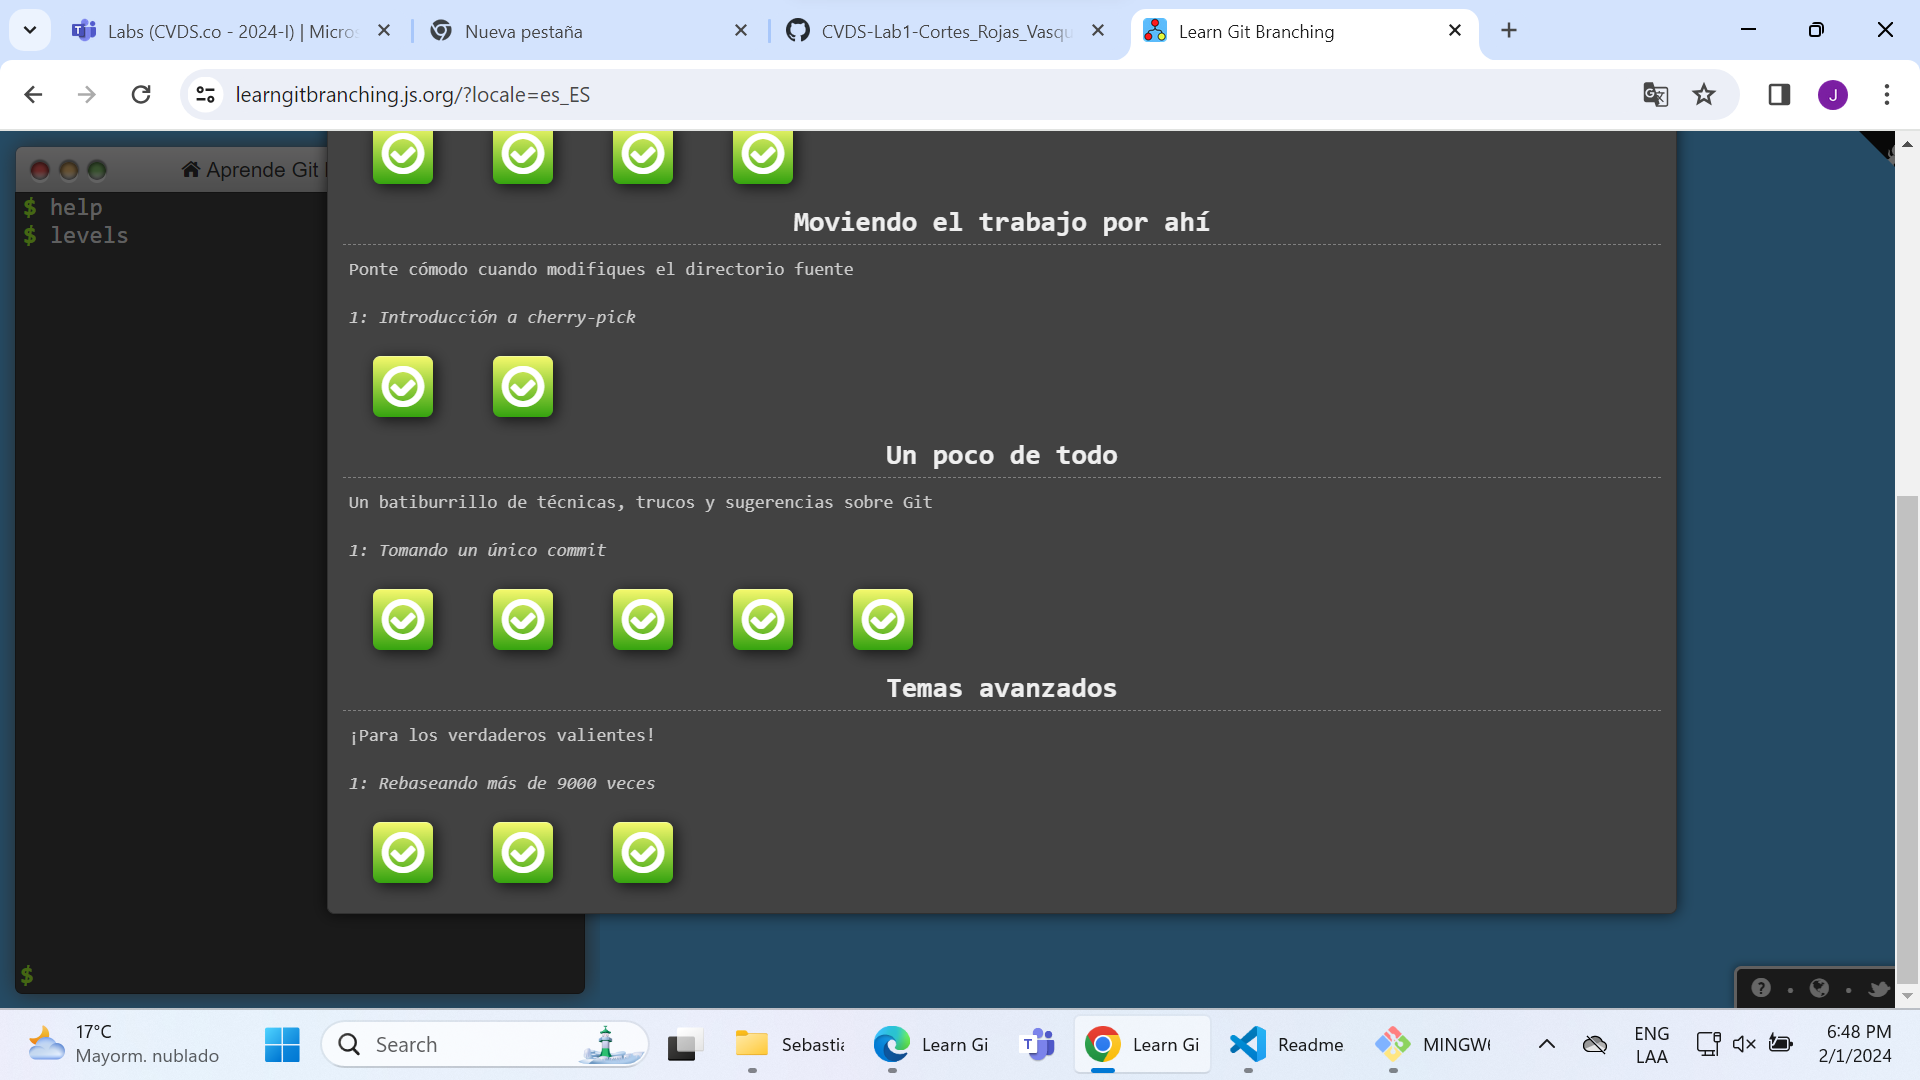 Labs (CVDS.co - 2024-I) | Micros
Nueva pestaña
CVDS-Lab1-Cortes_Rojas_Vasqu
Learn Git Branching
learngitbranching.js.org/?locale=es_ES
J
Aprende Git
$ help
$ levels
Moviendo el trabajo por ahí
Ponte cómodo cuando modifiques el directorio fuente
1: Introducción a cherry-pick
Un poco de todo
Un batiburrillo de técnicas, trucos y sugerencias sobre Git
1: Tomando un único commit
Temas avanzados
¡Para los verdaderos valientes!
1: Rebaseando más de 9000 veces
$
17°C
Mayorm. nublado
Search
Sebastia
Learn Gi
Learn Gi
Readme
MINGW6
ENG
LAA
6:48 PM
2/1/2024